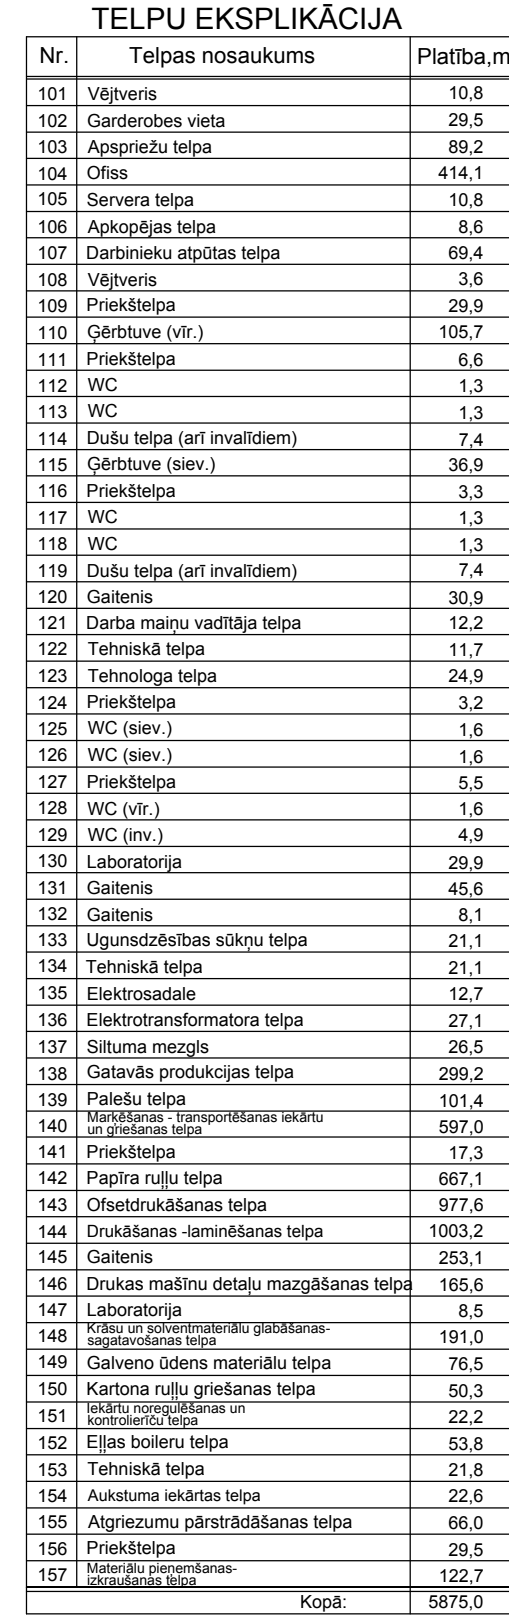 TELPU EKSPLIKĀCIJA
Nr. Telpas nosaukums Platība,m
101 Vējtveris 10,8
102 Garderobes vieta 29,5
103 Apspriežu telpa 89,2
104 Ofiss 414,1
105 Servera telpa 10,8
106 Apkopējas telpa 8,6
107 Darbinieku atpūtas telpa 69,4
108 Vējtveris 3,6
109 Priekštelpa 29,9
110 Ģērbtuve (vīr.) 105,7
111 Priekštelpa 6,6
112 WC 1,3
113 WC 1,3
114 Dušu telpa (arī invalīdiem) 7,4
115 Ģērbtuve (siev.) 36,9
116 Priekštelpa 3,3
117 WC 1,3
118 WC 1,3
119 Dušu telpa (arī invalīdiem) 7,4
120 Gaitenis 30,9
121 Darba maiņu vadītāja telpa 12,2
122 Tehniskā telpa 11,7
123 Tehnologa telpa 24,9
124 Priekštelpa 3,2
125 WC (siev.) 1,6
126 WC (siev.) 1,6
127 Priekštelpa 5,5
128 WC (vīr.) 1,6
129 WC (inv.) 4,9
130 Laboratorija 29,9
131 Gaitenis 45,6
132 Gaitenis 8,1
133 Ugunsdzēsības sūkņu telpa 21,1
134 Tehniskā telpa 21,1
135 Elektrosadale 12,7
136 Elektrotransformatora telpa 27,1
137 Siltuma mezgls 26,5
138 Gatavās produkcijas telpa 299,2
139 Palešu telpa 101,4
140 Marķēšanas - transportēšanas iekārtu
un griešanas telpa 597,0
141 Priekštelpa 17,3
142 Papīra ruļļu telpa 667,1
143 Ofsetdrukāšanas telpa 977,6
144 Drukāšanas -laminēšanas telpa 1003,2
145 Gaitenis 253,1
146 Drukas mašīnu detaļu mazgāšanas telpa 165,6
147 Laboratorija 8,5
148 Krāsu un solventmateriālu glabāšanas-
sagatavošanas telpa 191,0
149 Galveno ūdens materiālu telpa 76,5
150 Kartona ruļļu griešanas telpa 50,3
151 Iekārtu noregulēšanas un
kontrolierīču telpa 22,2
152 Eļļas boileru telpa 53,8
153 Tehniskā telpa 21,8
154 Aukstuma iekārtas telpa 22,6
155 Atgriezumu pārstrādāšanas telpa 66,0
156 Priekštelpa 29,5
157 Materiālu pieņemšanas-
izkraušanas telpa 122,7
Kopā: 5875,0